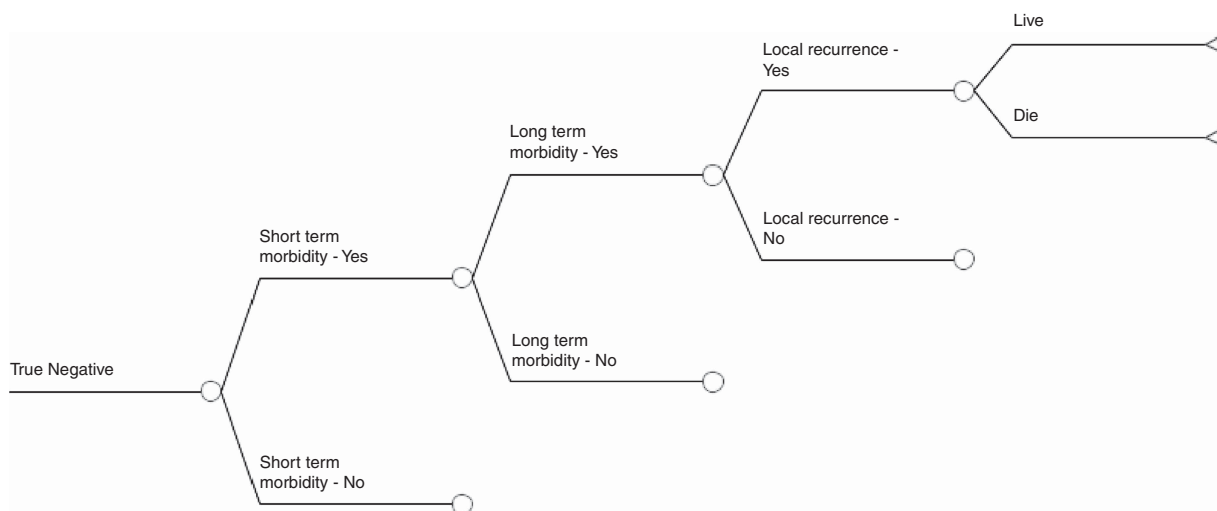 Live
Local recurrence -
Yes
Die
Long term
morbidity - Yes
Local recurrence -
No
Short term
morbidity - Yes
Long term
morbidity - No
True Negative
Short term
morbidity - No